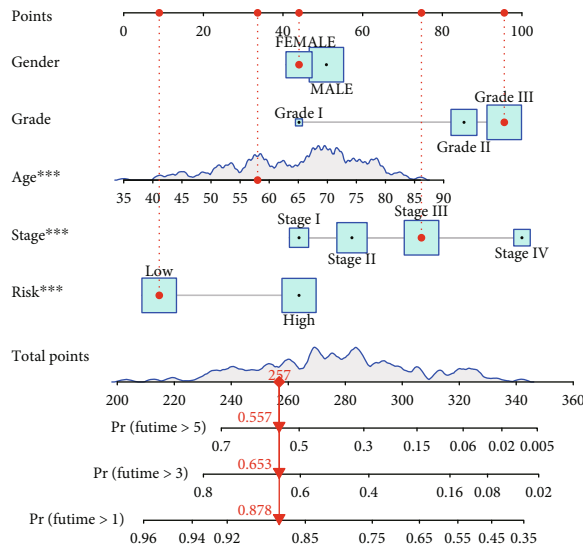 Points
0 20 40 60 80 100
FEMALE
Gender
MALE
Grade III
Grade I
Grade
Grade II
Age***
35 40 45 50 55 60 65 70 75 80 85 90
Stage III
Stage I
Stage***
Stage II
Stage IV
Low
Risk***
High
Total points
257
200 220 240 260 280 300 320 340 360
0.557
Pr (futime > 5)
0.7 0.5 0.3 0.15 0.06 0.02 0.005
0.653
Pr (futime > 3)
0.8 0.6 0.4 0.16 0.08 0.02
0.878
Pr (futime > 1)
0.96 0.94 0.92 0.85 0.75 0.65 0.55 0.45 0.35